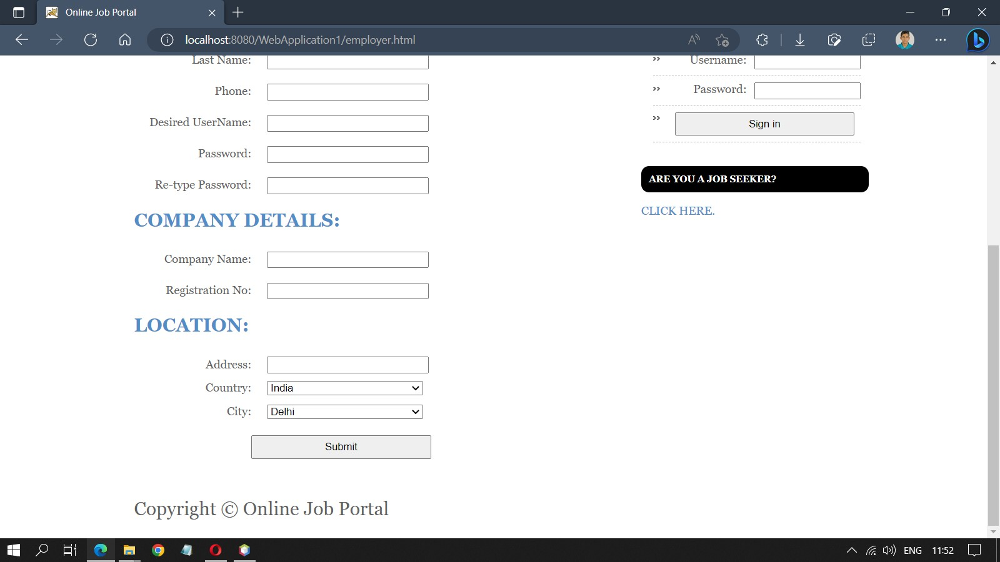 Online Job Portal
localhost:8080/WebApplication1/employer.html
Last Name:
Phone:
Desired UserName:
Password:
Re-type Password:
COMPANY DETAILS:
Company Name:
Registration No:
LOCATION:
Address:
Country: India
City: Delhi
Submit
›› Username:
›› Password:
›› Sign in
ARE YOU A JOB SEEKER?
CLICK HERE.
Copyright © Online Job Portal
ENG 11:52